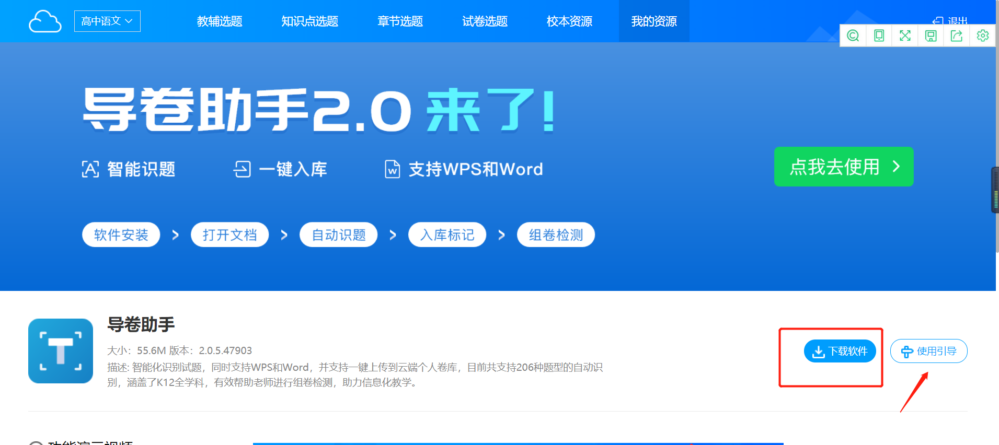 高中语文
教辅选题
知识点选题
章节选题
试卷选题
校本资源
我的资源
退出
导卷助手2.0 来了!
智能识题
一键入库
支持WPS和Word
点我去使用
软件安装 > 打开文档 > 自动识题 > 入库标记 > 组卷检测
导卷助手
大小：55.6M 版本：2.0.5.47903
描述: 智能化识别试题，同时支持WPS和Word，并支持一键上传到云端个人卷库，目前共支持206种题型的自动识
别，涵盖了K12全学科，有效帮助老师进行组卷检测，助力信息化教学。
下载软件
使用引导
功能演示视频